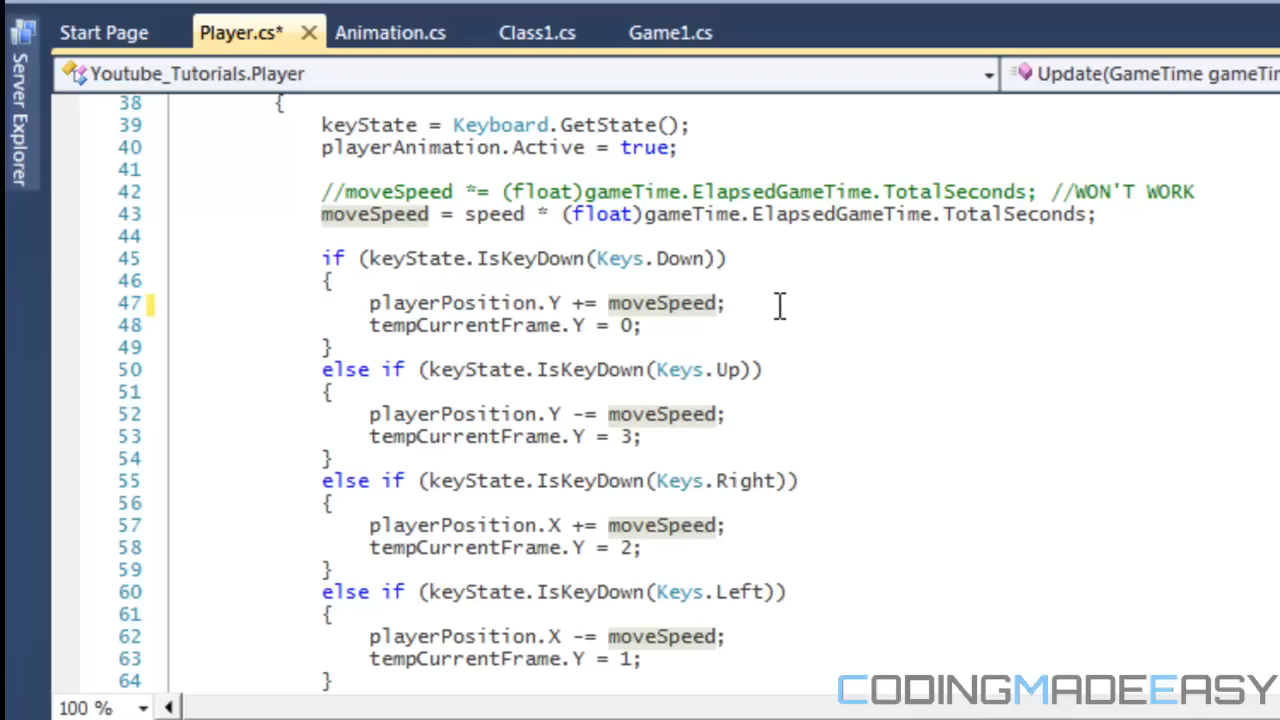 Start Page Player.cs* Animation.cs Class1.cs Game1.cs
Server Explorer
Youtube_Tutorials.Player Update(GameTime gameTim
38 {
39 keyState = Keyboard.GetState();
40 playerAnimation.Active = true;
41
42 //moveSpeed *= (float)gameTime.ElapsedGameTime.TotalSeconds; //WON'T WORK
43 moveSpeed = speed * (float)gameTime.ElapsedGameTime.TotalSeconds;
44
45 if (keyState.IsKeyDown(Keys.Down))
46 {
47 playerPosition.Y += moveSpeed;
48 tempCurrentFrame.Y = 0;
49 }
50 else if (keyState.IsKeyDown(Keys.Up))
51 {
52 playerPosition.Y -= moveSpeed;
53 tempCurrentFrame.Y = 3;
54 }
55 else if (keyState.IsKeyDown(Keys.Right))
56 {
57 playerPosition.X += moveSpeed;
58 tempCurrentFrame.Y = 2;
59 }
60 else if (keyState.IsKeyDown(Keys.Left))
61 {
62 playerPosition.X -= moveSpeed;
63 tempCurrentFrame.Y = 1;
64 }
CODINGMADEEASY
100 %